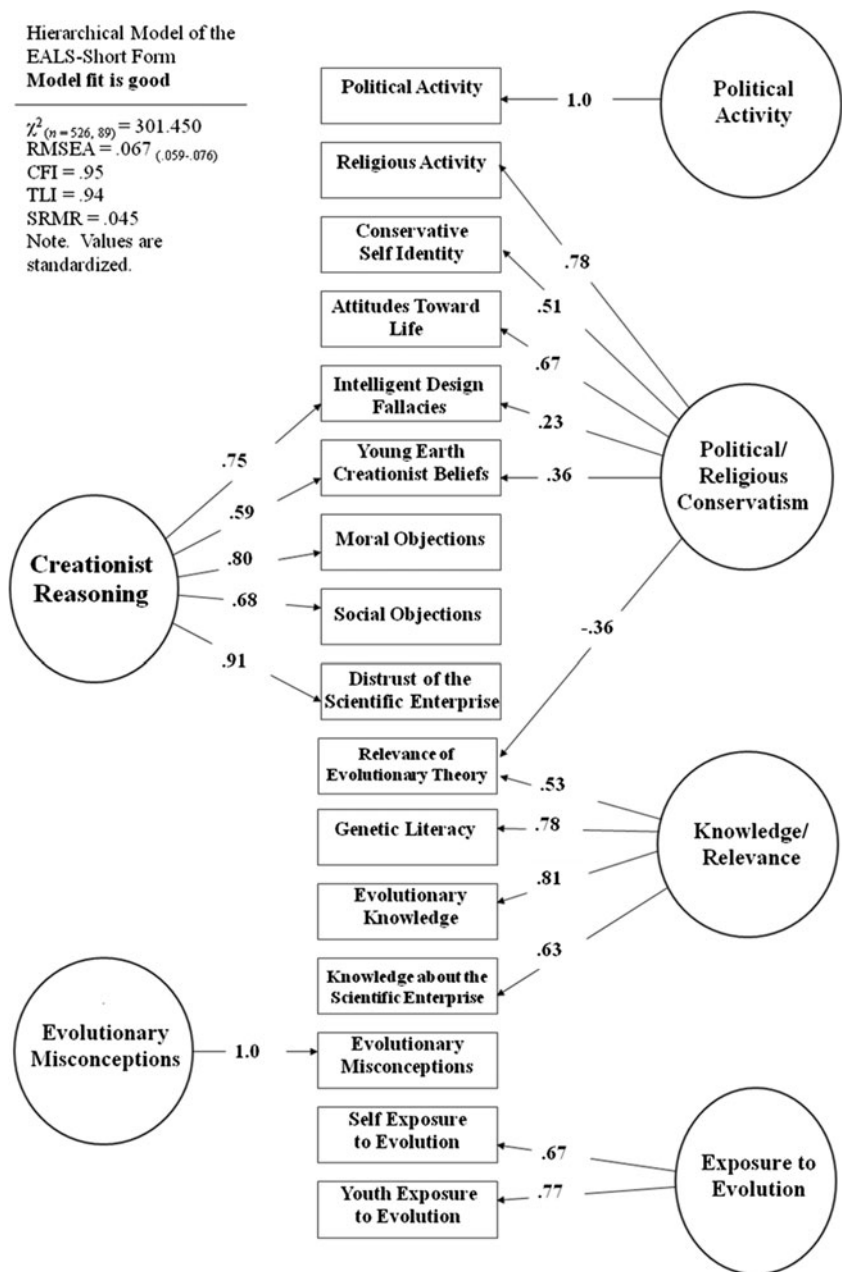 Hierarchical Model of the
EALS-Short Form
Model fit is good
χ² (n = 526, 89) = 301.450
RMSEA = .067 (.059-.076)
CFI = .95
TLI = .94
SRMR = .045
Note. Values are
standardized.
Political Activity
1.0
Political
Activity
Religious Activity
.78
Conservative
Self Identity
.51
Attitudes Toward
Life
.67
Intelligent Design
Fallacies
.23
.75
Young Earth
Creationist Beliefs
.36
.59
Political/
Religious
Conservatism
Moral Objections
.80
Creationist
Reasoning
Social Objections
.68
-.36
Distrust of the
Scientific Enterprise
.91
Relevance of
Evolutionary Theory
.53
Genetic Literacy
.78
Knowledge/
Relevance
Evolutionary
Knowledge
.81
Knowledge about the
Scientific Enterprise
.63
Evolutionary
Misconceptions
1.0
Evolutionary
Misconceptions
Self Exposure
to Evolution
.67
Youth Exposure
to Evolution
.77
Exposure to
Evolution